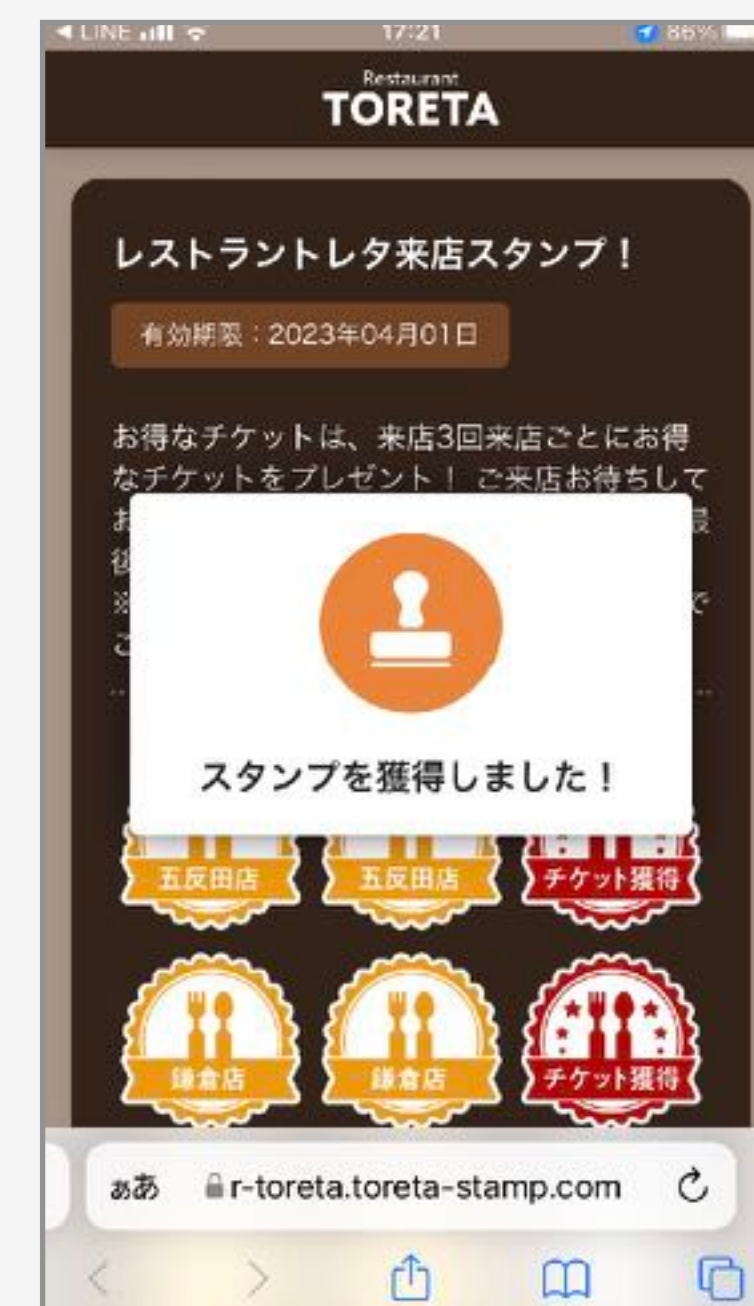 LINE
17:21
86%
Restaurant
TORETA
レストラントレタ来店スタンプ！
有効期限：2023年04月01日
お得なチケットは、来店3回来店ごとにお得
なチケットをプレゼント！ ご来店お待ちして
お
後
※
で
こ
スタンプを獲得しました！
五反田店
五反田店
チケット獲得
鎌倉店
鎌倉店
チケット獲得
ぁあ
r-toreta.toreta-stamp.com